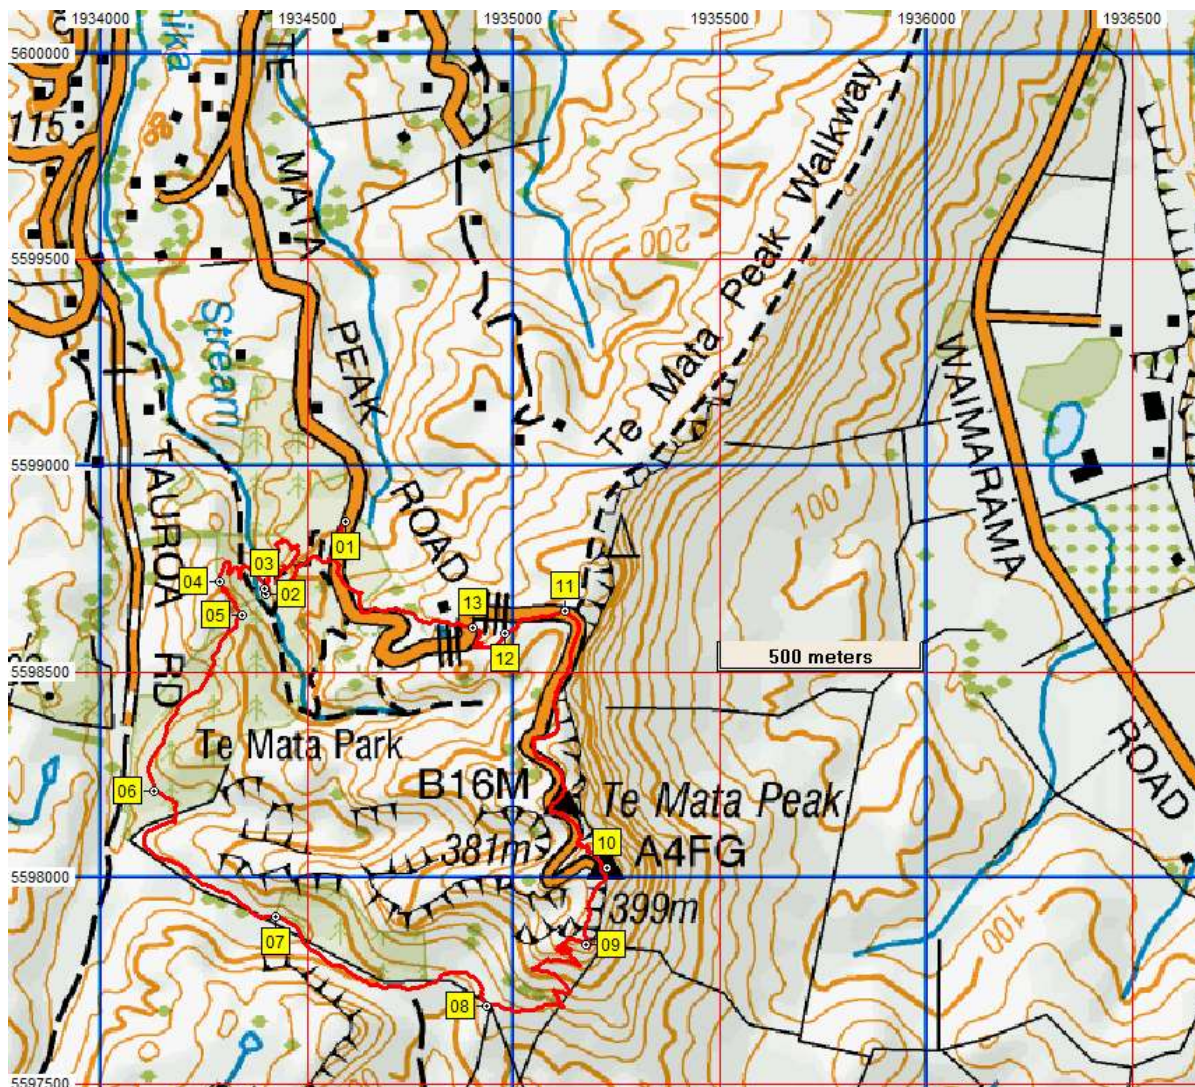 1934000
1934500
1935000
1935500
1936000
1936500
5600000
5599500
5599000
5598500
5598000
5597500
115
TE
MATA
PEAK
ROAD
Stream
TAUROA
RD
200
Te Mata Peak Walkway
WAIMARAMA
ROAD
100
01
02
03
04
05
06
07
08
09
10
11
12
13
500 meters
Te Mata Park
B16M
Te Mata Peak
381m
A4FG
399m
100